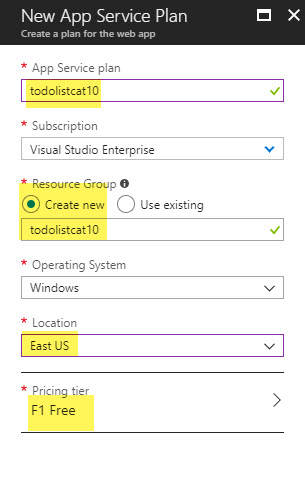 New App Service Plan
Create a plan for the web app
* App Service plan
todolistcat10
* Subscription
Visual Studio Enterprise
* Resource Group
Create new Use existing
todolistcat10
* Operating System
Windows
* Location
East US
* Pricing tier
F1 Free